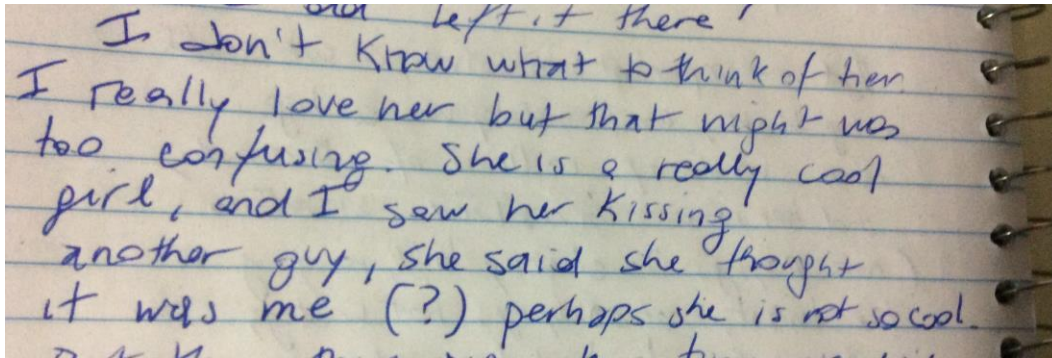 and left it there
I don't know what to think of her
I really love her but that night was
too confusing. She is a really cool
girl, and I saw her kissing
another guy, she said she thought
it was me (?) perhaps she is not so cool.